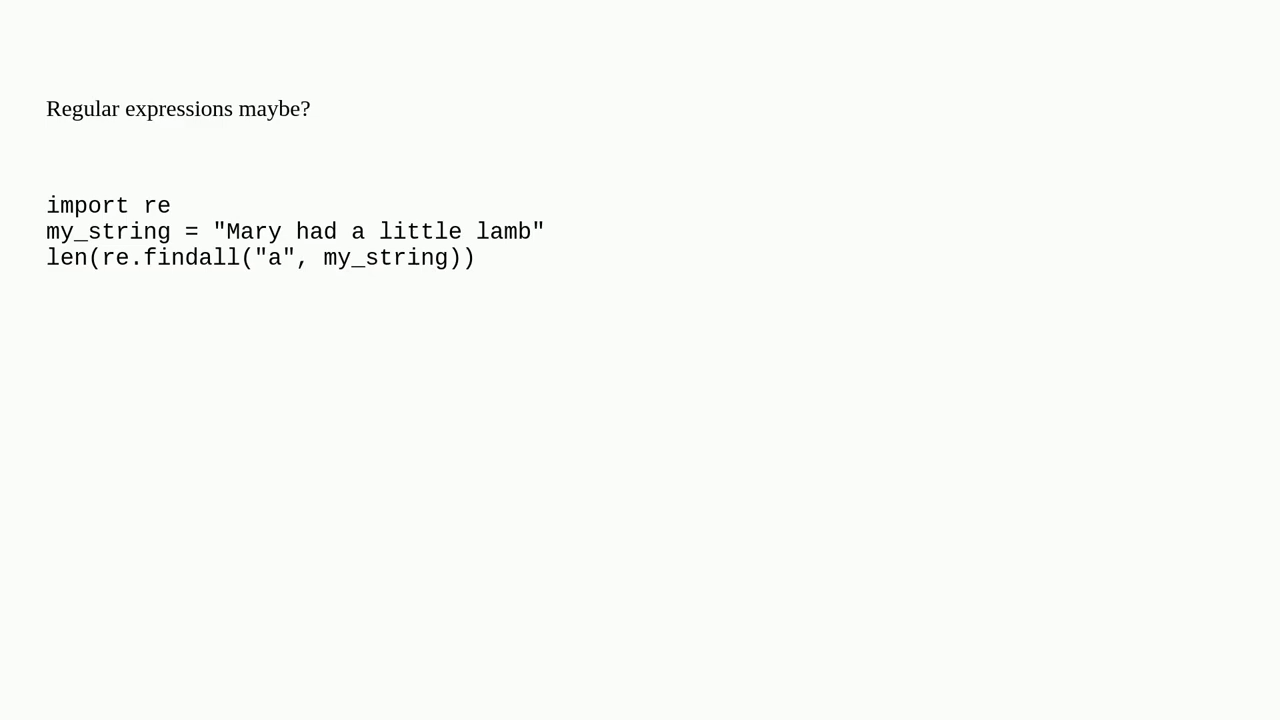 Regular expressions maybe?
import re
my_string = "Mary had a little lamb"
len(re.findall("a", my_string))